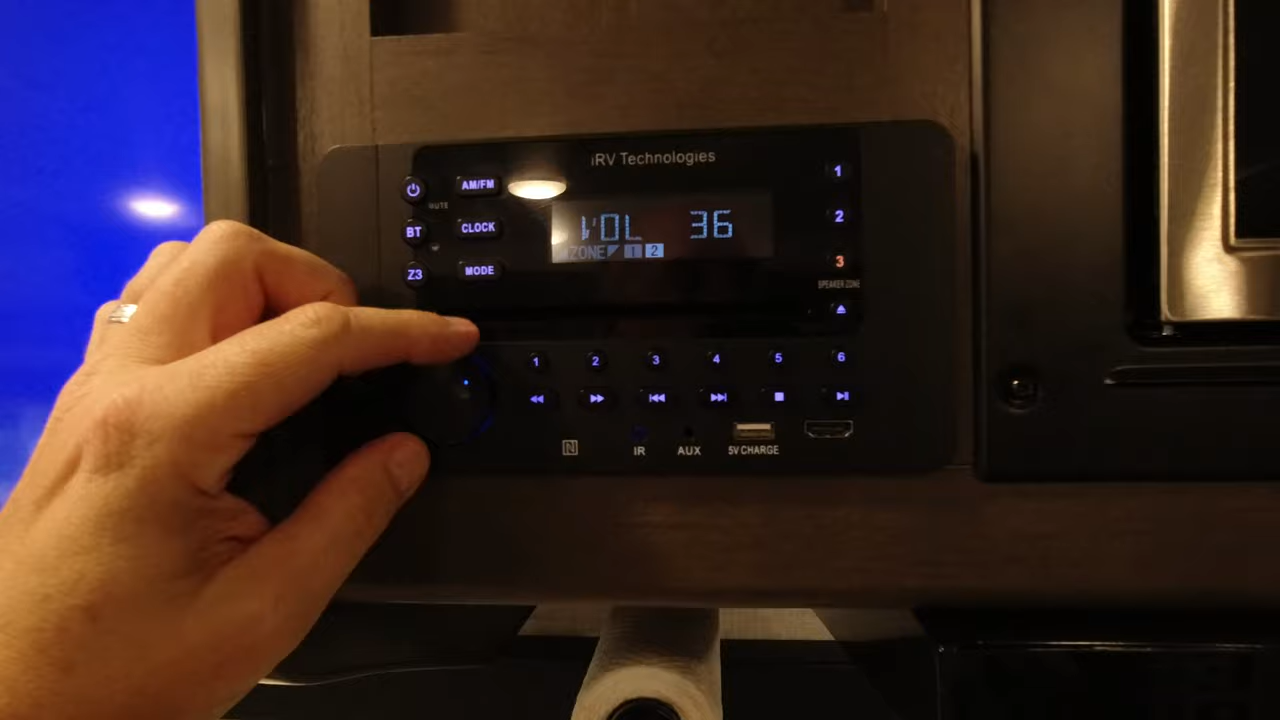 iRV Technologies
AM/FM
MUTE
BT
CLOCK
Z3
MODE
VOL 36
ZONE 1 2
1
2
3
SPEAKER ZONE
1 2 3 4 5 6
IR
AUX
5V CHARGE